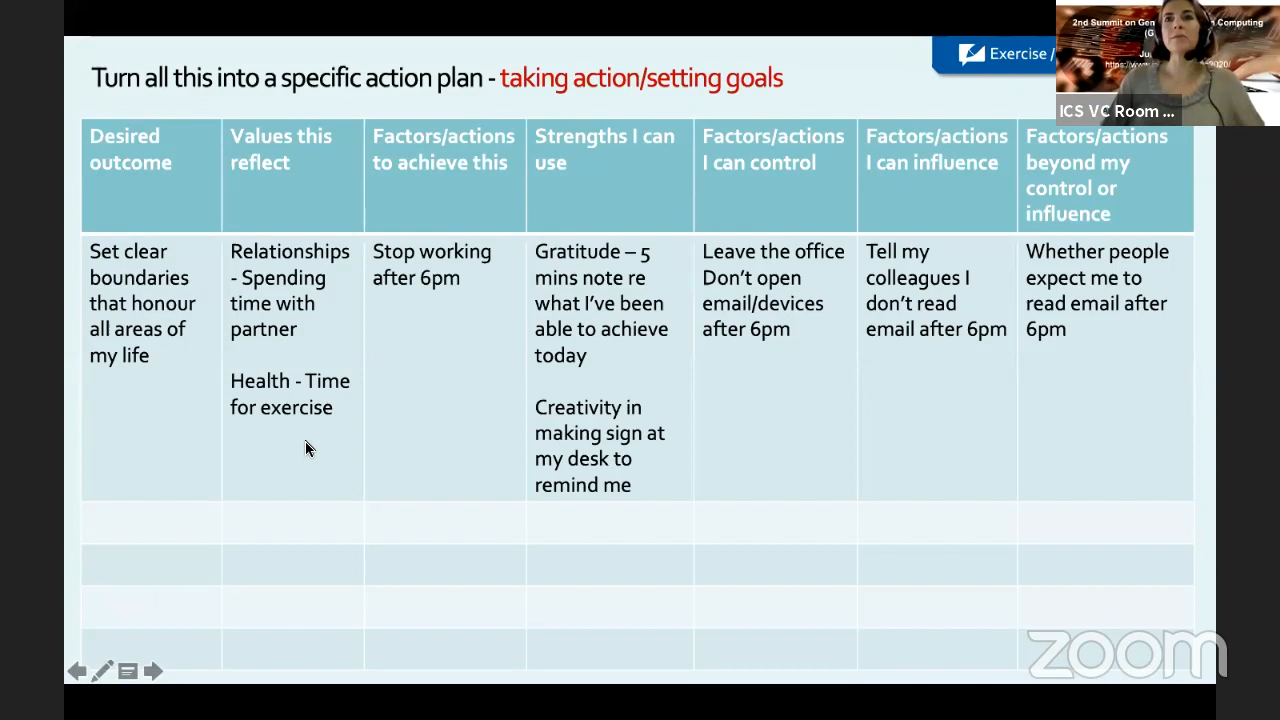 2nd Summit on Gen Computing
(G
Ju
https://www. 2020/
ICS VC Room ...
Exercise /
Turn all this into a specific action plan - taking action/setting goals
Desired
outcome
Values this
reflect
Factors/actions
to achieve this
Strengths I can
use
Factors/actions
I can control
Factors/actions
I can influence
Factors/actions
beyond my
control or
influence
Set clear
boundaries
that honour
all areas of
my life
Relationships
- Spending
time with
partner
Health - Time
for exercise
Stop working
after 6pm
Gratitude – 5
mins note re
what I've been
able to achieve
today
Creativity in
making sign at
my desk to
remind me
Leave the office
Don't open
email/devices
after 6pm
Tell my
colleagues I
don't read
email after 6pm
Whether people
expect me to
read email after
6pm
zoom